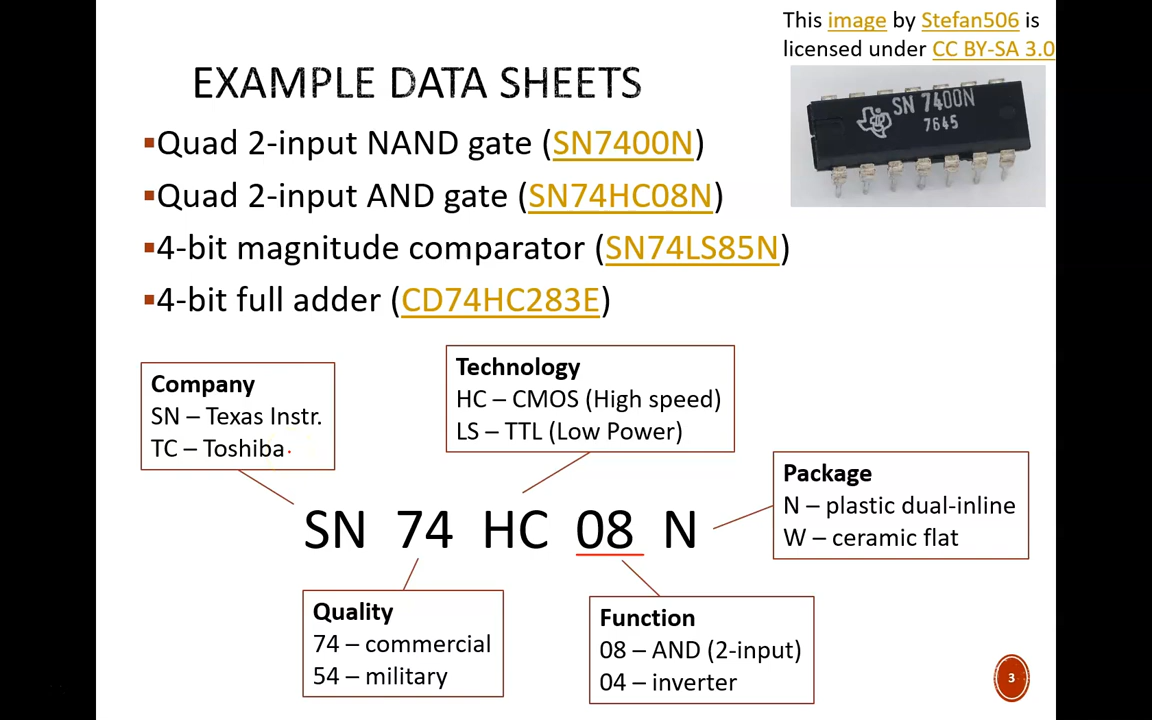 This image by Stefan506 is
licensed under CC BY-SA 3.0
EXAMPLE DATA SHEETS
SN 7400N
7645
▪Quad 2-input NAND gate (SN7400N)
▪Quad 2-input AND gate (SN74HC08N)
▪4-bit magnitude comparator (SN74LS85N)
▪4-bit full adder (CD74HC283E)
Company
SN – Texas Instr.
TC – Toshiba
Technology
HC – CMOS (High speed)
LS – TTL (Low Power)
Package
N – plastic dual-inline
W – ceramic flat
SN 74 HC 08 N
Quality
74 – commercial
54 – military
Function
08 – AND (2-input)
04 – inverter
3